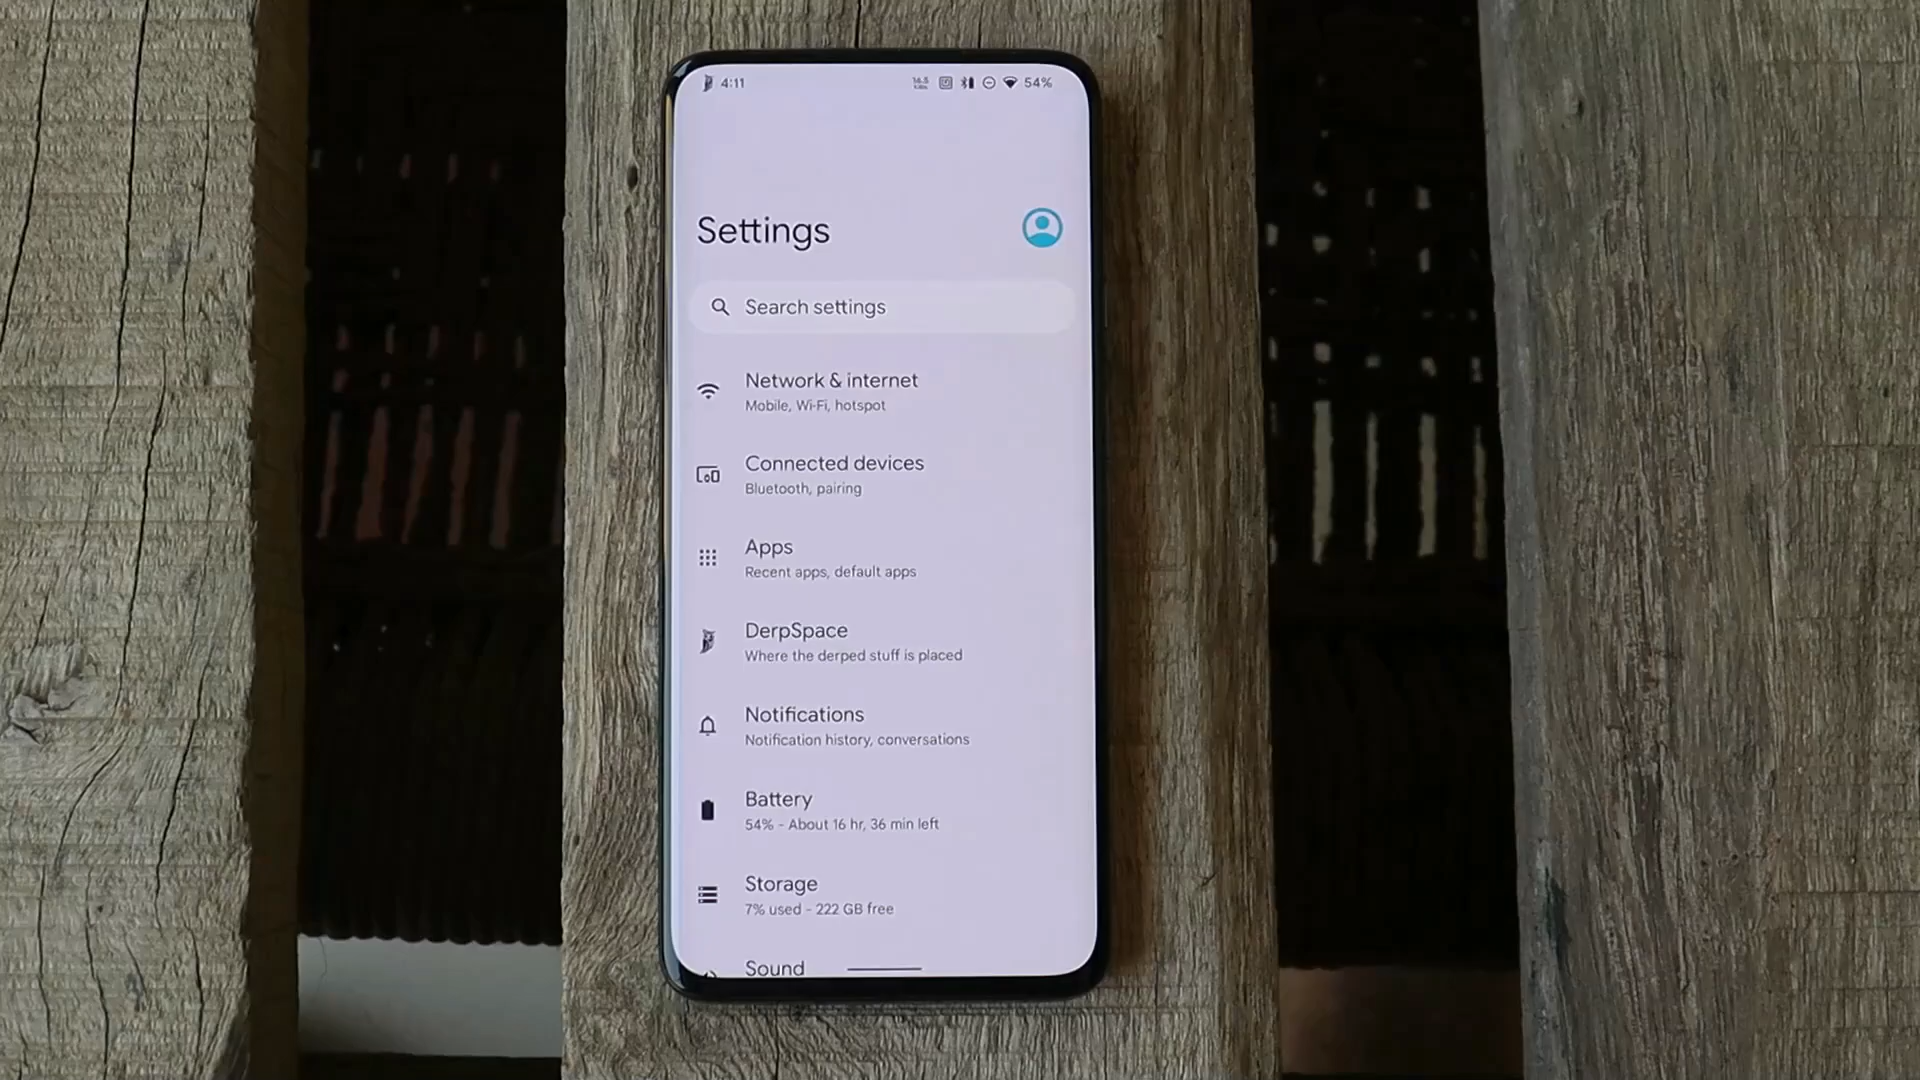 4:11
54%
Settings
Search settings
Network & internet
Mobile, Wi-Fi, hotspot
Connected devices
Bluetooth, pairing
Apps
Recent apps, default apps
DerpSpace
Where the derped stuff is placed
Notifications
Notification history, conversations
Battery
54% - About 16 hr, 36 min left
Storage
7% used - 222 GB free
Sound